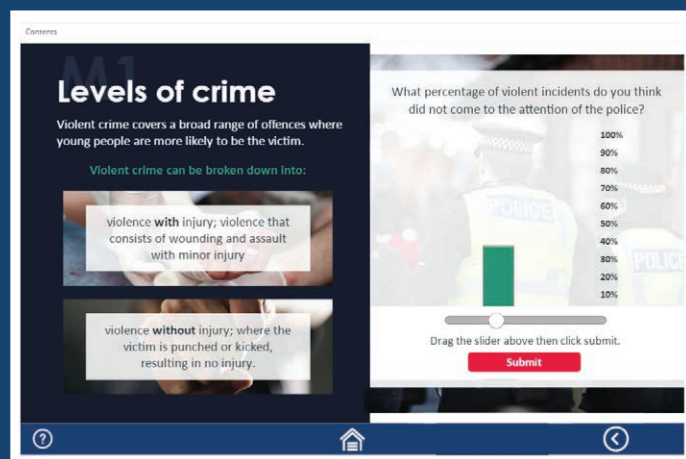 Contents
M1
Levels of crime
Violent crime covers a broad range of offences where
young people are more likely to be the victim.
Violent crime can be broken down into:
violence with injury; violence that
consists of wounding and assault
with minor injury
violence without injury; where the
victim is punched or kicked,
resulting in no injury.
What percentage of violent incidents do you think
did not come to the attention of the police?
100%
90%
80%
70%
60%
50%
40%
30%
20%
10%
POLICE
POLICE
Drag the slider above then click submit.
Submit
?